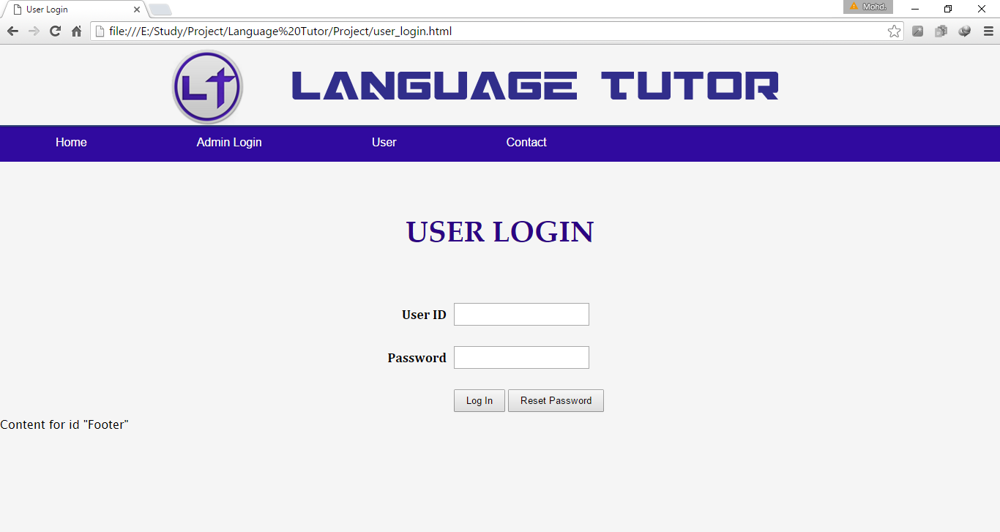 User Login
Mohd.
file:///E:/Study/Project/Language%20Tutor/Project/user_login.html
LT LANGUAGE TUTOR
Home Admin Login User Contact
USER LOGIN
User ID
Password
Log In Reset Password
Content for id "Footer"